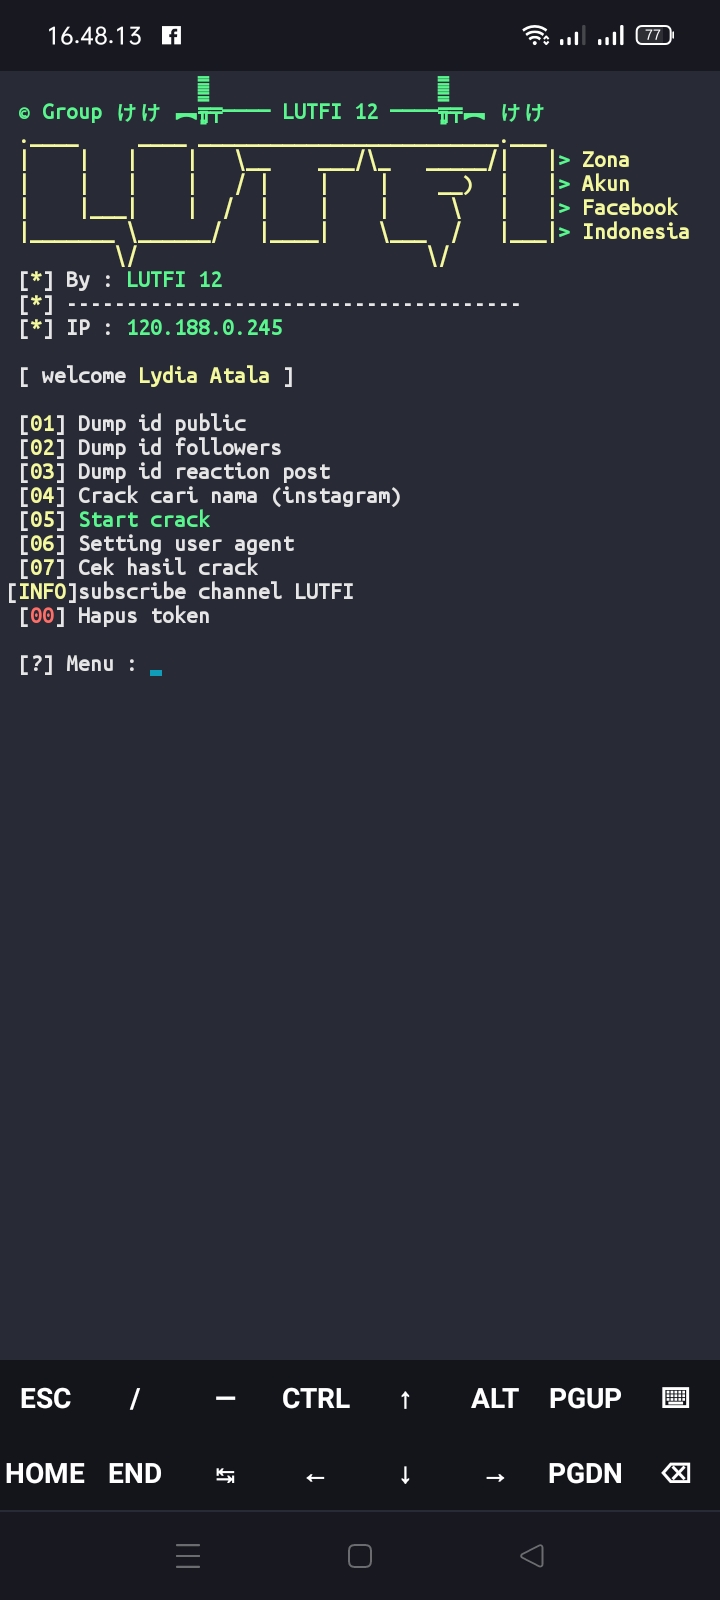 16.48.13
77
© Group けけ LUTFI 12 けけ
> Zona
> Akun
> Facebook
> Indonesia
[*] By : LUTFI 12
[*] --------------------------------------
[*] IP : 120.188.0.245
[ welcome Lydia Atala ]
[01] Dump id public
[02] Dump id followers
[03] Dump id reaction post
[04] Crack cari nama (instagram)
[05] Start crack
[06] Setting user agent
[07] Cek hasil crack
[INFO]subscribe channel LUTFI
[00] Hapus token
[?] Menu :
ESC / — CTRL ↑ ALT PGUP
HOME END ↹ ← ↓ → PGDN